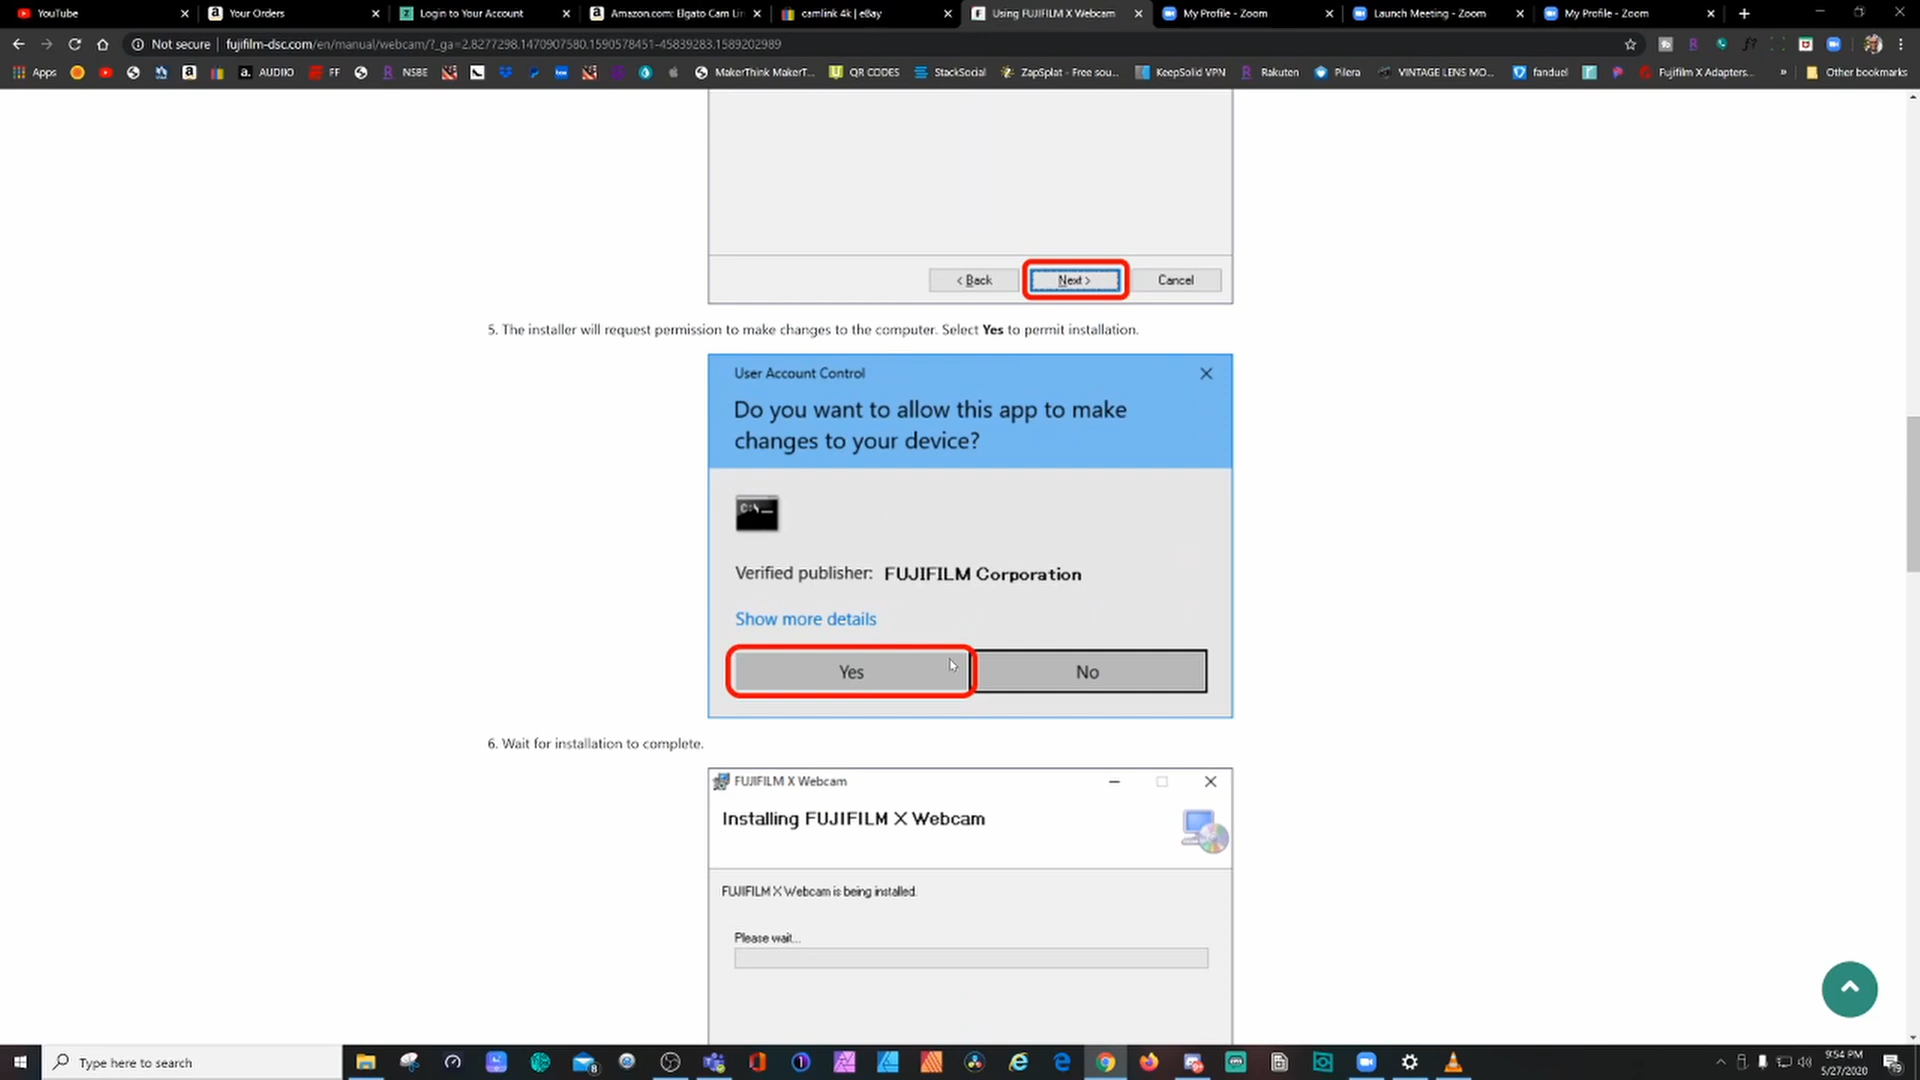 YouTube
Your Orders
Login to Your Account
Amazon.com: Elgato Cam Lin
camlink 4k | eBay
Using FUJIFILM X Webcam
My Profile - Zoom
Launch Meeting - Zoom
My Profile - Zoom
Not secure | fujifilm-dsc.com/en/manual/webcam/?_ga=2.8277298.1470907580.1590578451-45839283.1589202989
Apps
AUDIIO
FF
NSBE
MakerThink MakerT...
QR CODES
StackSocial
ZapSplat - Free sou...
KeepSolid VPN
Rakuten
Pilera
VINTAGE LENS MO...
fanduel
Fujifilm X Adapters...
»
Other bookmarks
< Back
Next >
Cancel
5. The installer will request permission to make changes to the computer. Select Yes to permit installation.
User Account Control
Do you want to allow this app to make
changes to your device?
C:\
Verified publisher: FUJIFILM Corporation
Show more details
Yes
No
6. Wait for installation to complete.
FUJIFILM X Webcam
Installing FUJIFILM X Webcam
FUJIFILM X Webcam is being installed.
Please wait...
Type here to search
9:54 PM
5/27/2020